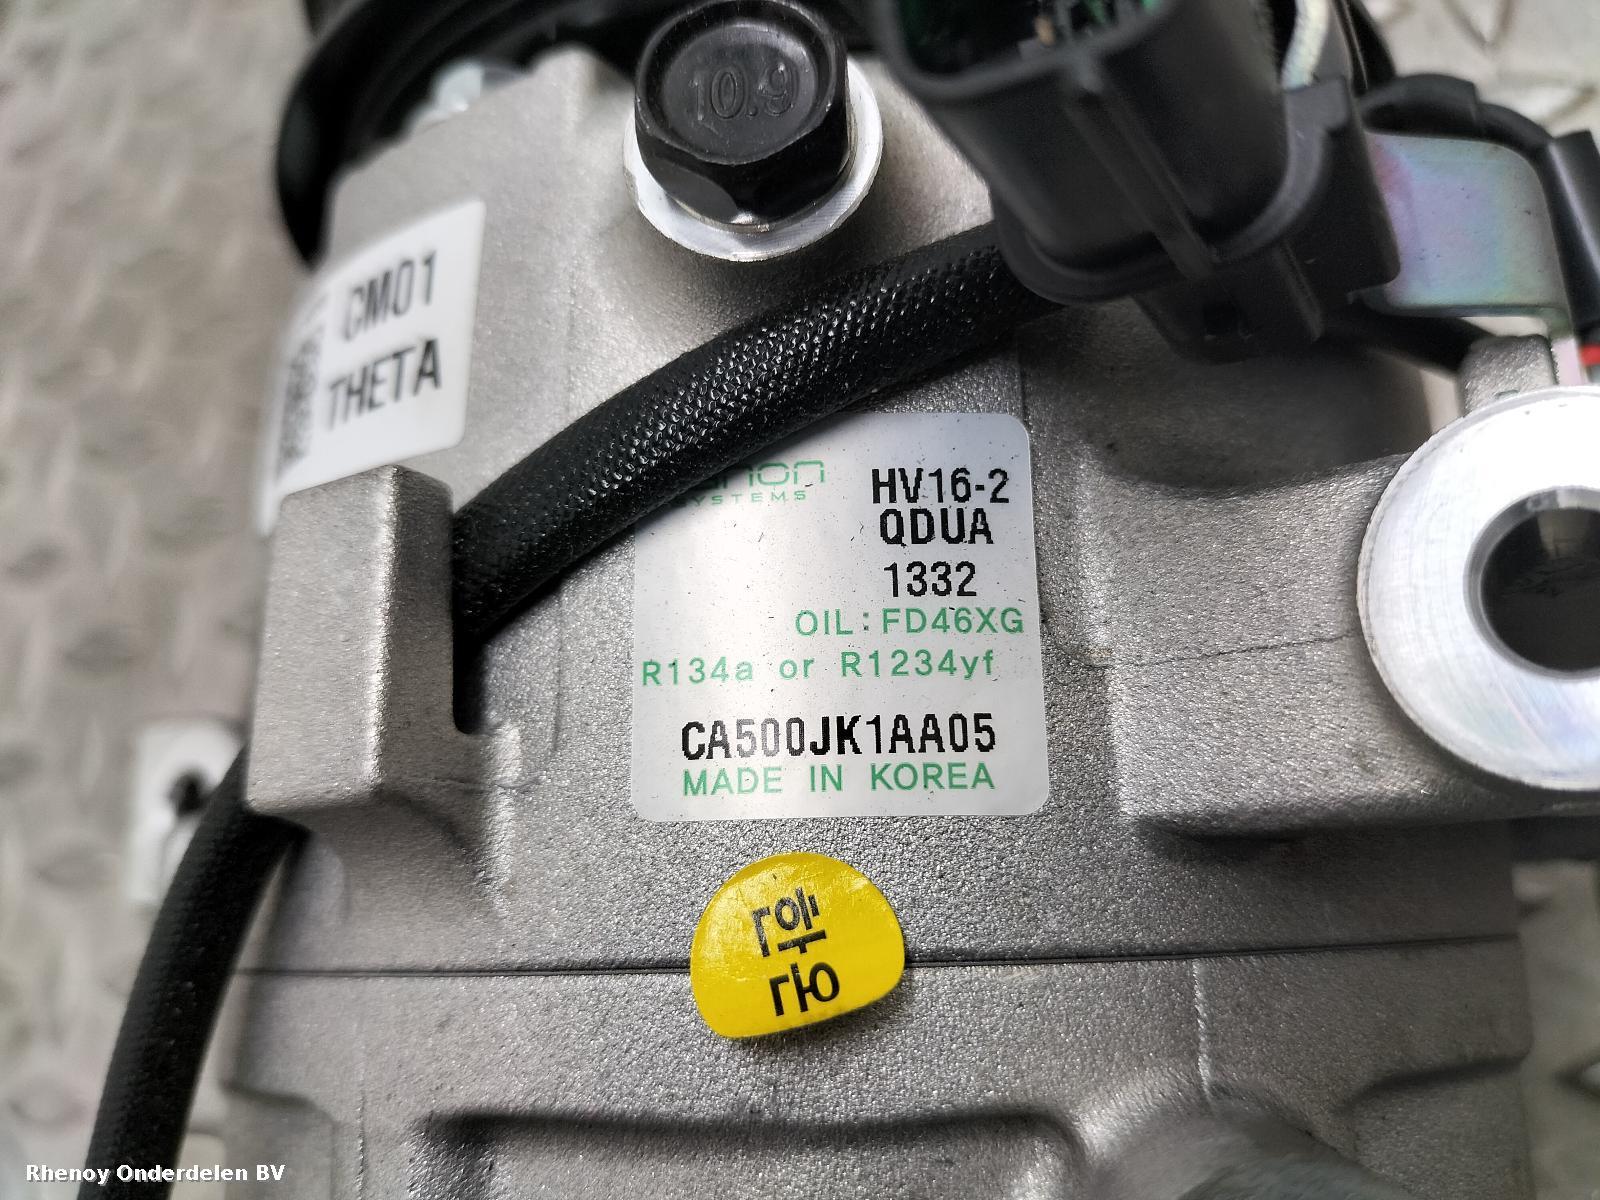 10.9
CM01
THETA
SYSTEMS
HV16-2
QDUA
1332
OIL:FD46XG
R134a or R1234yf
CA500JK1AA05
MADE IN KOREA
Rhenoy Onderdelen BV